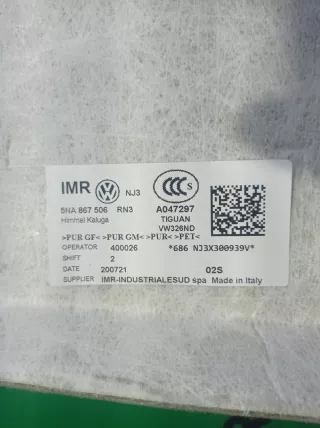 IMR NJ3
5NA 867 506 RN3
Himmel Kaluga
S
A047297
TIGUAN
VW326ND
>PUR GF<>PUR GM<>PUR<>PET<
OPERATOR 400026 *686 NJ3X300939V*
SHIFT 2
DATE 200721 02S
SUPPLIER IMR-INDUSTRIALESUD spa Made in Italy